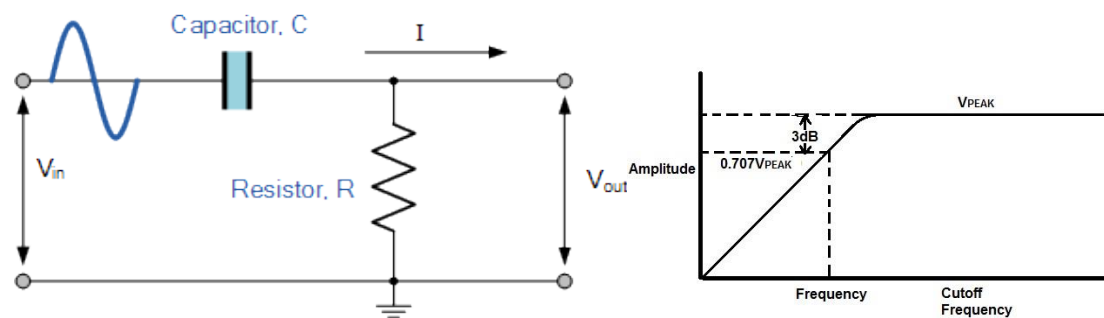 Capacitor, C
I
Vin
Resistor, R
Vout
VPEAK
3dB
0.707VPEAK
Amplitude
Frequency
Cutoff
Frequency